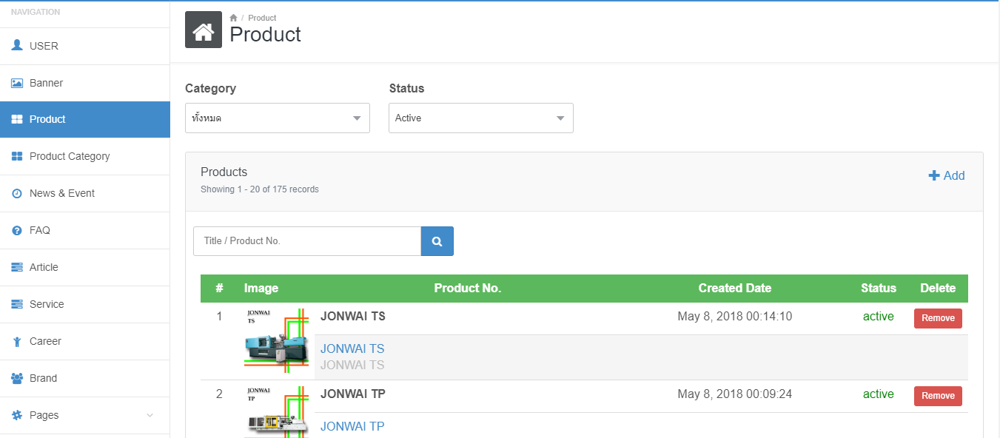 NAVIGATION
USER
Banner
Product
Product Category
News & Event
FAQ
Article
Service
Career
Brand
Pages
/ Product
Product
Category
Status
ทั้งหมด
Active
Products
Showing 1 - 20 of 175 records
Add
Title / Product No.
# Image Product No. Created Date Status Delete
1 JONWAI TS JONWAI TS May 8, 2018 00:14:10 active Remove
JONWAI TS
JONWAI TS
2 JONWAI TP JONWAI TP May 8, 2018 00:09:24 active Remove
JONWAI TP